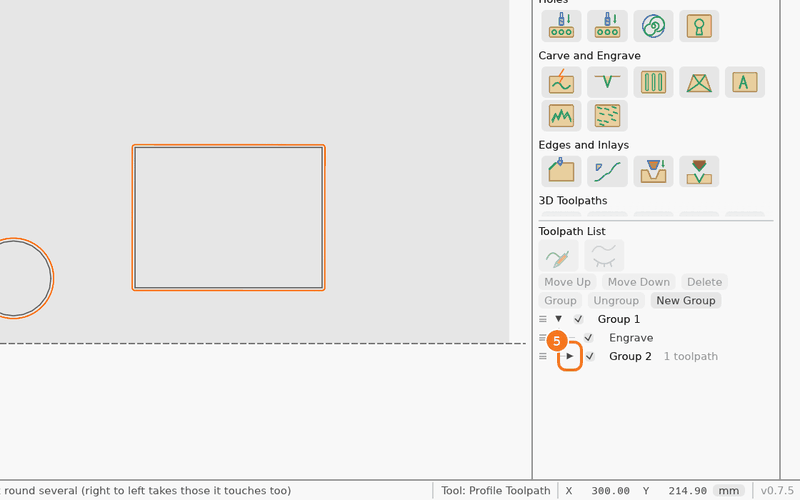 Holes
Carve and Engrave
A
Edges and Inlays
3D Toolpaths
Toolpath List
Move Up Move Down Delete
Group Ungroup New Group
Group 1
5 Engrave
Group 2 1 toolpath
round several (right to left takes those it touches too) Tool: Profile Toolpath X 300.00 Y 214.90 mm v0.7.5